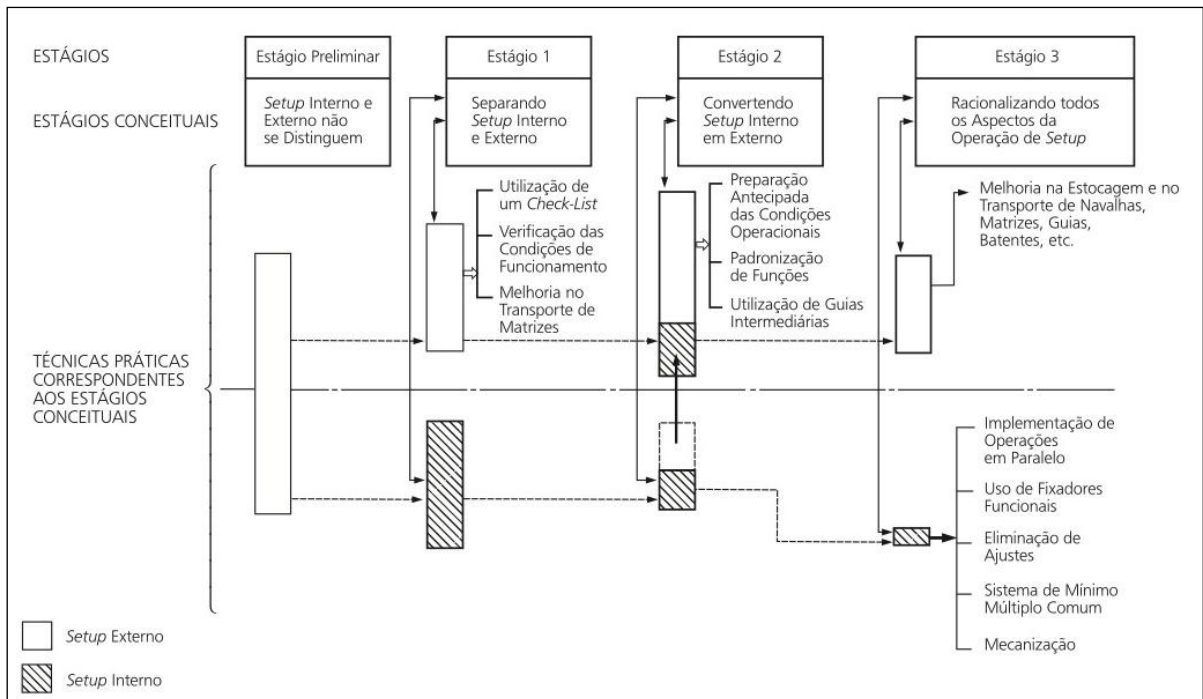 ESTÁGIOS
Estágio Preliminar
Estágio 1
Estágio 2
Estágio 3
ESTÁGIOS CONCEITUAIS
Setup Interno e
Externo não
se Distinguem
Separando
Setup Interno
e Externo
Convertendo
Setup Interno
em Externo
Racionalizando todos
os Aspectos da
Operação de Setup
TÉCNICAS PRÁTICAS
CORRESPONDENTES
AOS ESTÁGIOS
CONCEITUAIS
Utilização de
um Check-List
Verificação das
Condições de
Funcionamento
Melhoria no
Transporte de
Matrizes
Preparação
Antecipada
das Condições
Operacionais
Padronização
de Funções
Utilização de Guias
Intermediárias
Melhoria na Estocagem e no
Transporte de Navalhas,
Matrizes, Guias,
Batentes, etc.
Implementação de
Operações
em Paralelo
Uso de Fixadores
Funcionais
Eliminação de
Ajustes
Sistema de Mínimo
Múltiplo Comum
Mecanização
Setup Externo
Setup Interno